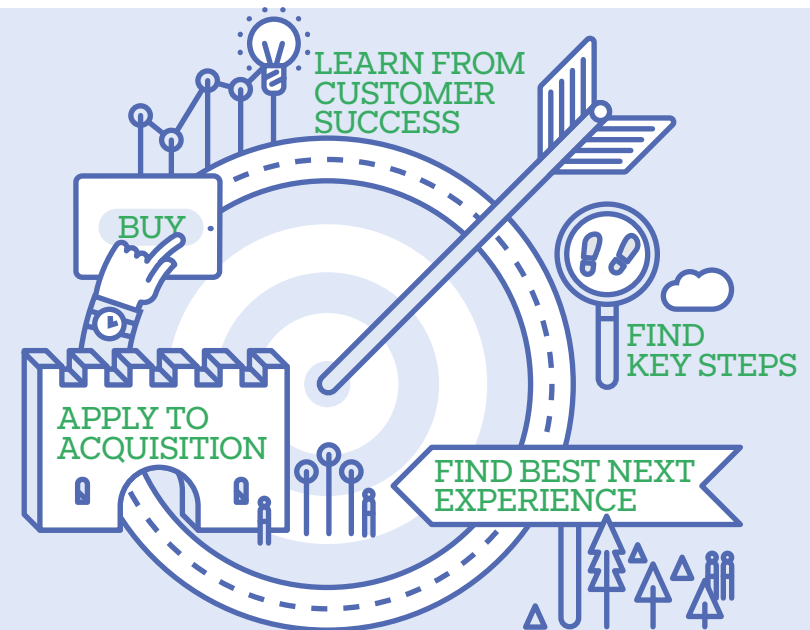 LEARN FROM
CUSTOMER
SUCCESS
BUY
FIND
KEY STEPS
APPLY TO
ACQUISITION
FIND BEST NEXT
EXPERIENCE